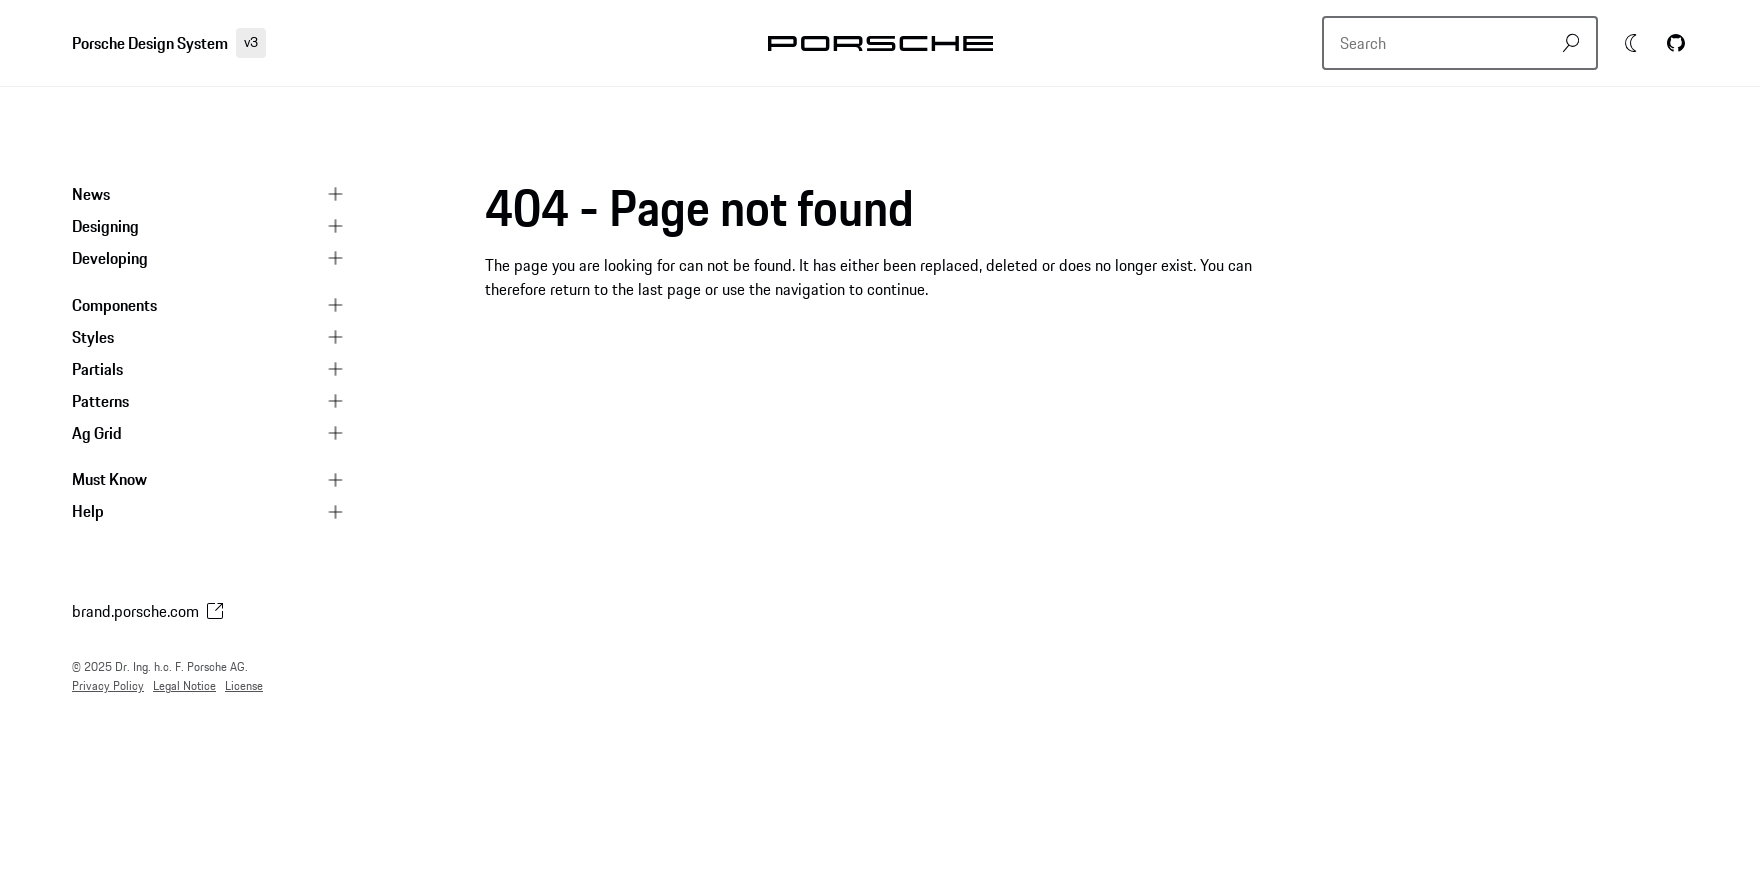 Porsche Design System v3
PORSCHE
Search
News
Designing
Developing
Components
Styles
Partials
Patterns
Ag Grid
Must Know
Help
brand.porsche.com
© 2025 Dr. Ing. h.c. F. Porsche AG.
Privacy Policy Legal Notice License
404 - Page not found
The page you are looking for can not be found. It has either been replaced, deleted or does no longer exist. You can
therefore return to the last page or use the navigation to continue.